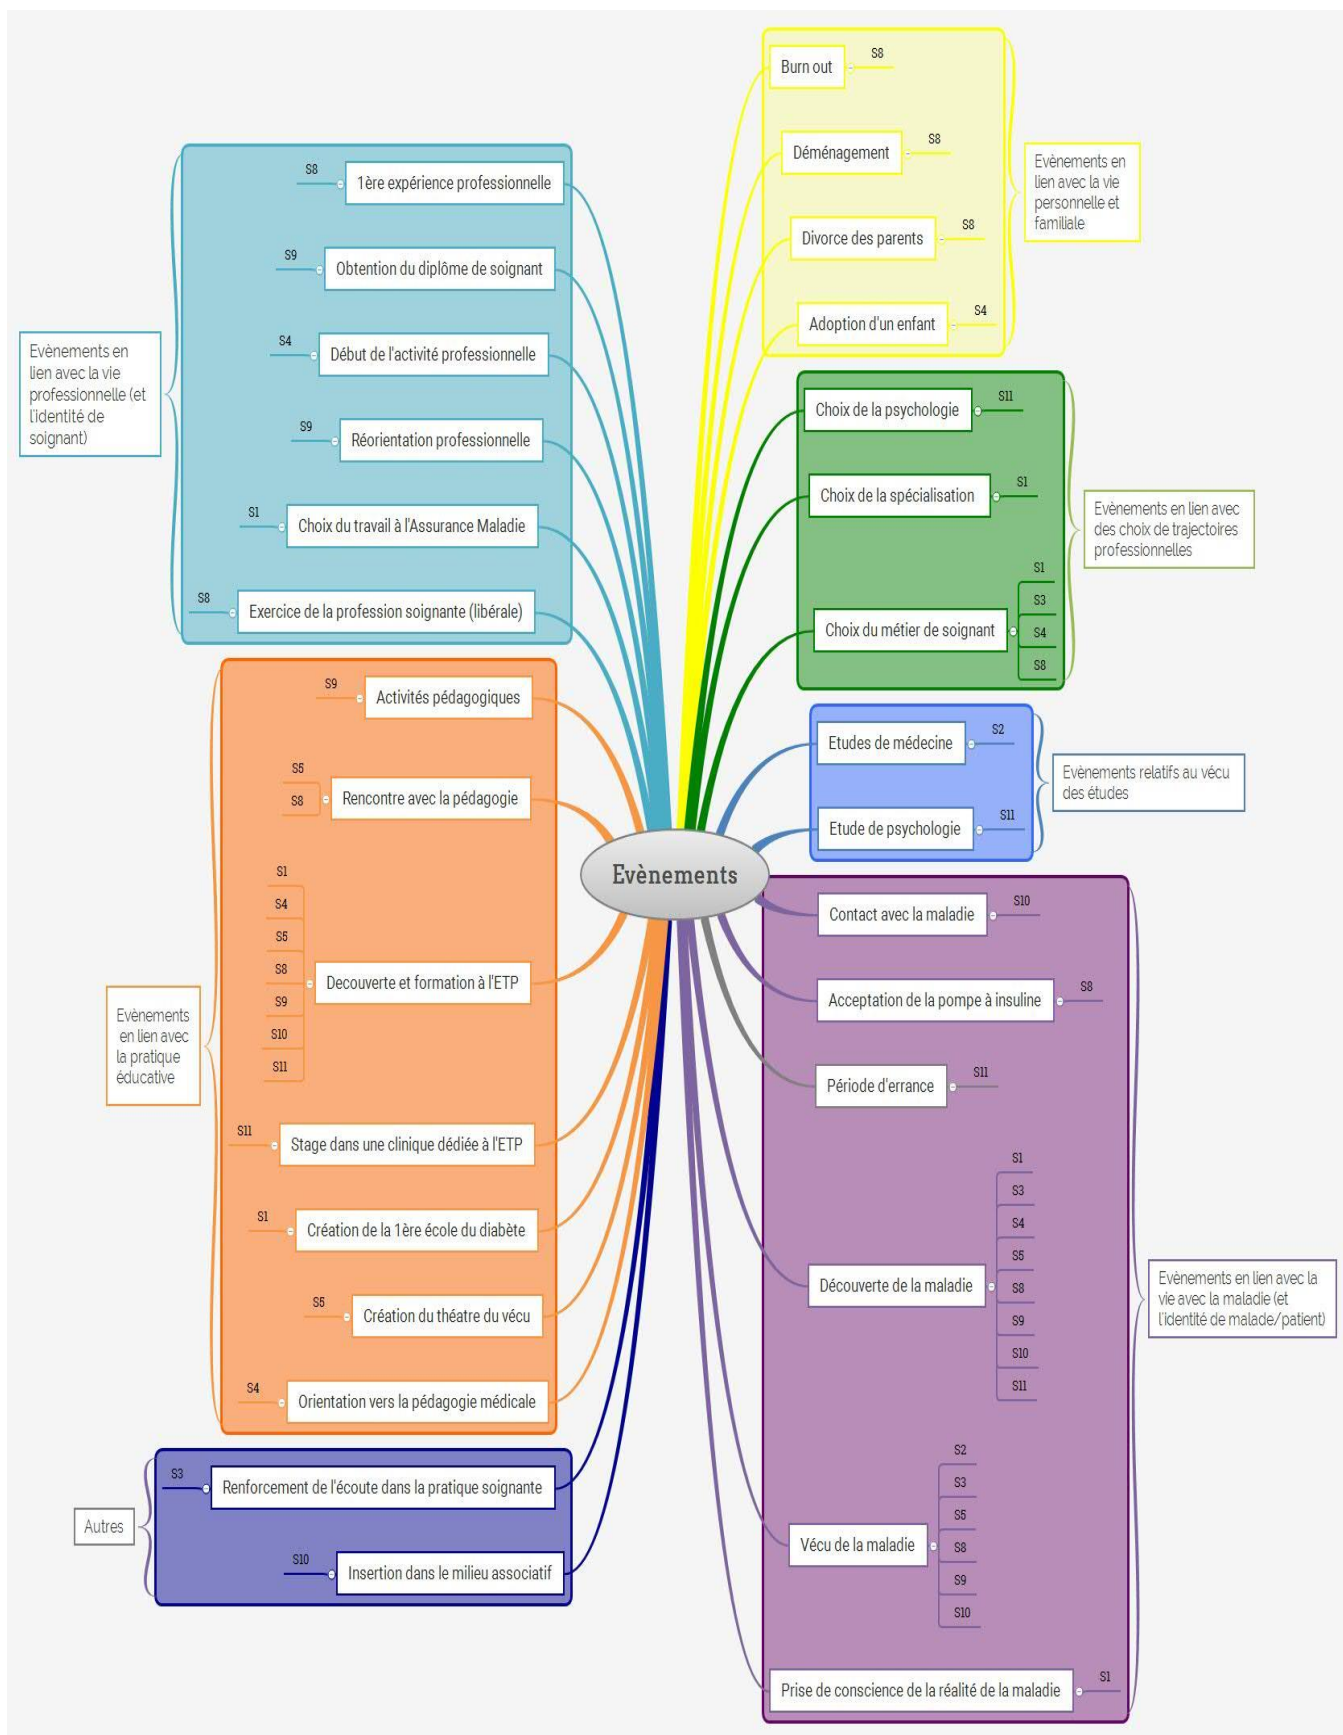 Evènements
Burn out
S8
Déménagement
S8
Divorce des parents
S8
Adoption d'un enfant
S4
Evènements en
lien avec la vie
personnelle et
familiale
Choix de la psychologie
S11
Choix de la spécialisation
S1
Choix du métier de soignant
S1
S3
S4
S8
Evènements en lien avec
des choix de trajectoires
professionnelles
Etudes de médecine
S2
Etude de psychologie
S11
Evènements relatifs au vécu
des études
Contact avec la maladie
S10
Acceptation de la pompe à insuline
S8
Période d'errance
S11
Découverte de la maladie
S1
S3
S4
S5
S8
S9
S10
S11
Vécu de la maladie
S2
S3
S5
S8
S9
S10
Prise de conscience de la réalité de la maladie
S1
Evènements en lien avec la
vie avec la maladie (et
l'identité de malade/patient)
1ère expérience professionnelle
S8
Obtention du diplôme de soignant
S9
Début de l'activité professionnelle
S4
Réorientation professionnelle
S9
Choix du travail à l'Assurance Maladie
S1
Exercice de la profession soignante (libérale)
S8
Evènements en
lien avec la vie
professionnelle (et
l'identité de
soignant)
Activités pédagogiques
S9
Rencontre avec la pédagogie
S5
S8
Decouverte et formation à l'ETP
S1
S4
S5
S8
S9
S10
S11
Stage dans une clinique dédiée à l'ETP
S11
Création de la 1ère école du diabète
S1
Création du théatre du vécu
S5
Orientation vers la pédagogie médicale
S4
Evènements
en lien avec
la pratique
éducative
Renforcement de l'écoute dans la pratique soignante
S3
Insertion dans le milieu associatif
S10
Autres